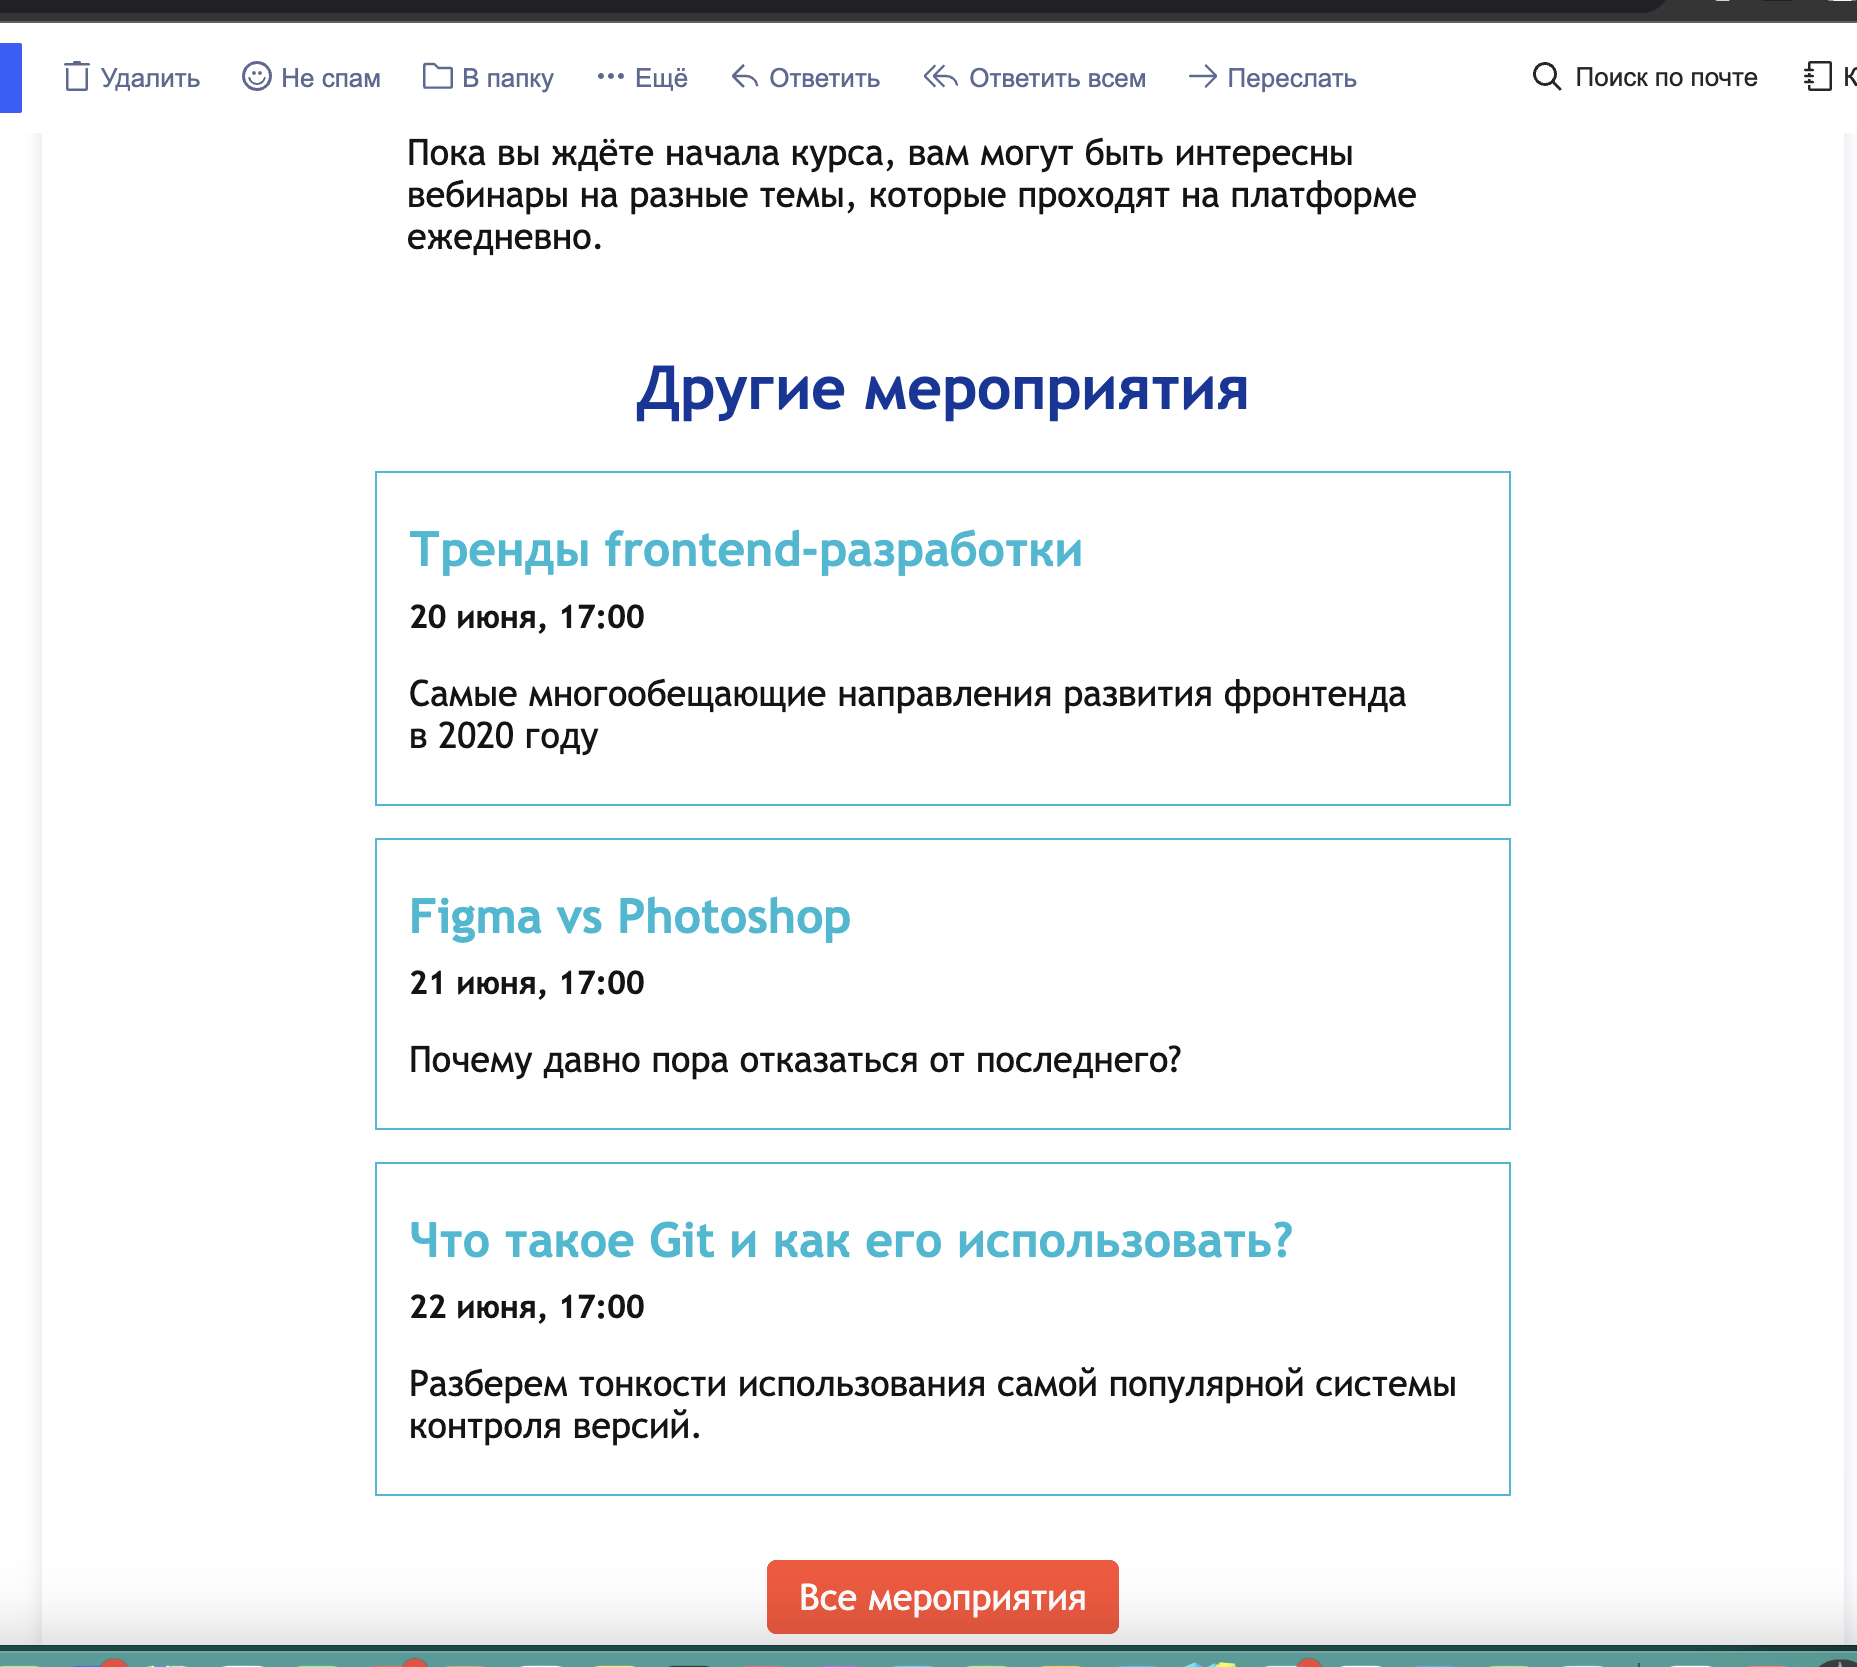 Удалить
Не спам
В папку
Ещё
Ответить
Ответить всем
Переслать
Поиск по почте
Пока вы ждёте начала курса, вам могут быть интересны
вебинары на разные темы, которые проходят на платформе
ежедневно.
Другие мероприятия
Тренды frontend-разработки
20 июня, 17:00
Самые многообещающие направления развития фронтенда
в 2020 году
Figma vs Photoshop
21 июня, 17:00
Почему давно пора отказаться от последнего?
Что такое Git и как его использовать?
22 июня, 17:00
Разберем тонкости использования самой популярной системы
контроля версий.
Все мероприятия